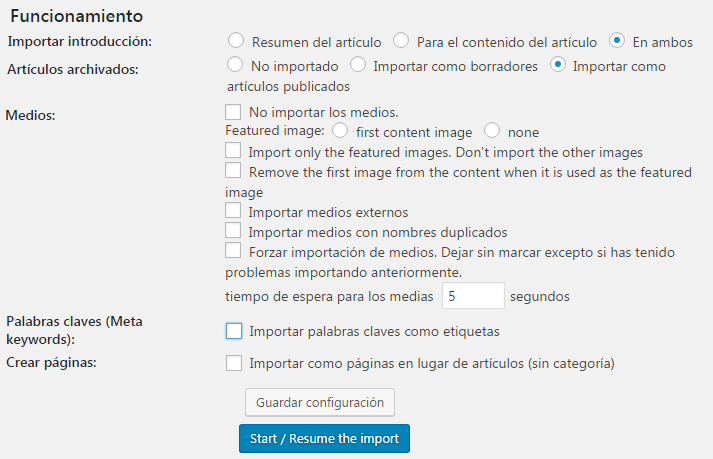 Funcionamiento
Importar introducción: Resumen del artículo Para el contenido del artículo En ambos
Artículos archivados: No importado Importar como borradores Importar como
artículos publicados
Medios: No importar los medios.
Featured image: first content image none
Import only the featured images. Don't import the other images
Remove the first image from the content when it is used as the featured
image
Importar medios externos
Importar medios con nombres duplicados
Forzar importación de medios. Dejar sin marcar excepto si has tenido
problemas importando anteriormente.
tiempo de espera para los medias 5 segundos
Palabras claves (Meta
keywords): Importar palabras claves como etiquetas
Crear páginas: Importar como páginas en lugar de artículos (sin categoría)
Guardar configuración
Start / Resume the import